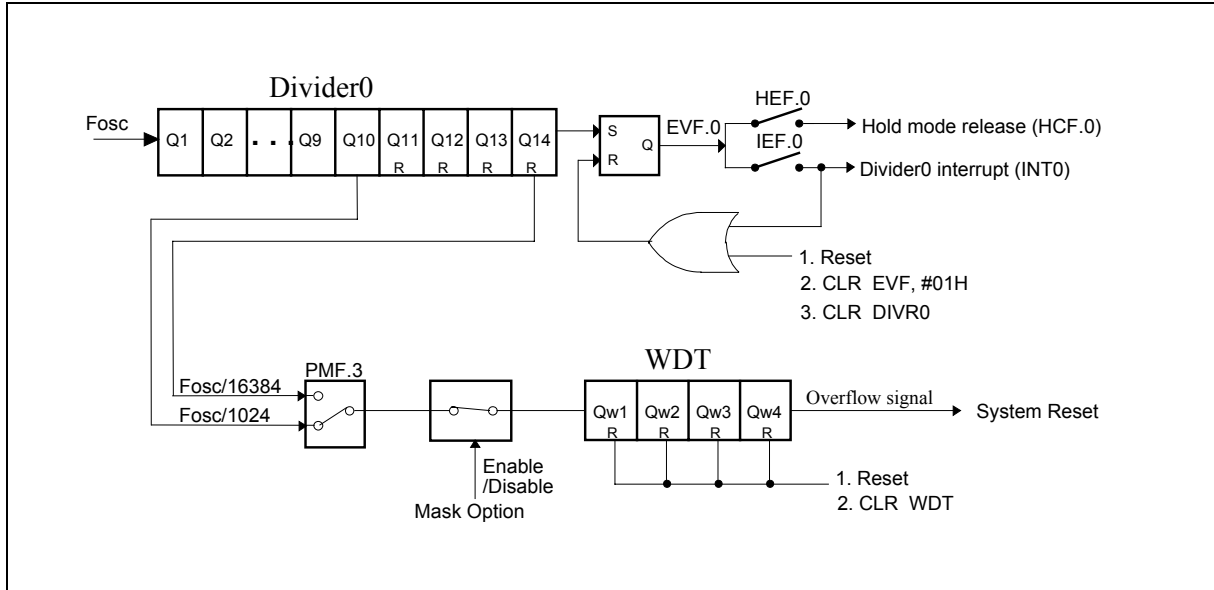 Divider0
Fosc
Q1 Q2 . . . Q9 Q10 Q11 Q12 Q13 Q14
R R R R
S
R
Q
EVF.0
HEF.0
IEF.0
Hold mode release (HCF.0)
Divider0 interrupt (INT0)
1. Reset
2. CLR EVF, #01H
3. CLR DIVR0
WDT
PMF.3
Fosc/16384
Fosc/1024
Enable
/Disable
Mask Option
Qw1 Qw2 Qw3 Qw4
R R R R
Overflow signal
System Reset
1. Reset
2. CLR WDT